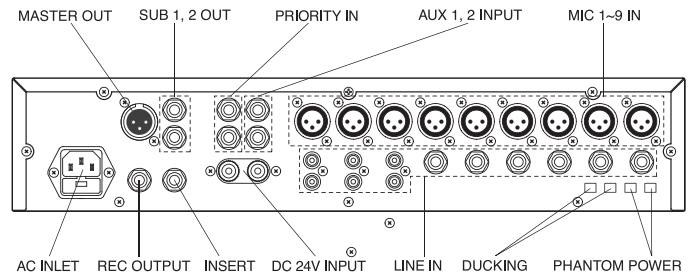 MASTER OUT SUB 1, 2 OUT PRIORITY IN AUX 1, 2 INPUT MIC 1~9 IN
AC INLET REC OUTPUT INSERT DC 24V INPUT LINE IN DUCKING PHANTOM POWER